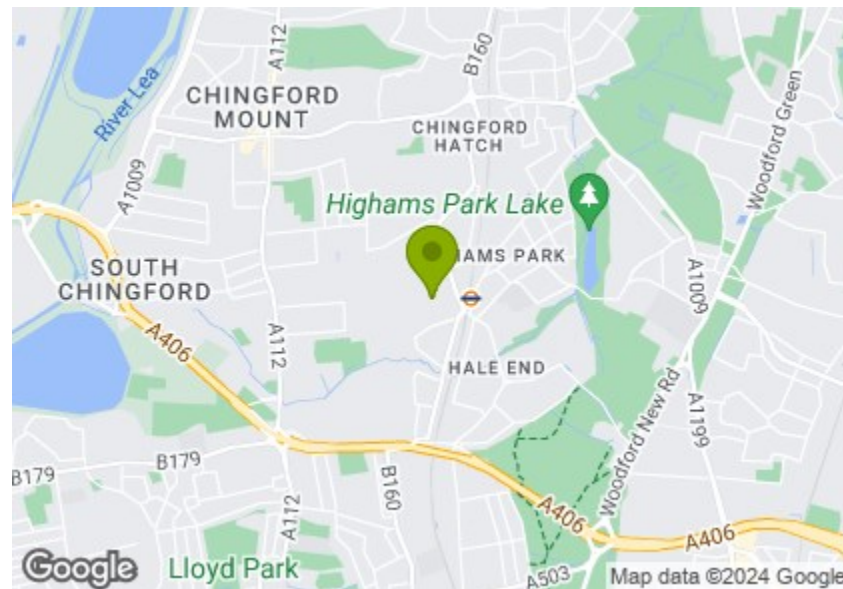 A112
B160
CHINGFORD
MOUNT
River Lea
CHINGFORD
HATCH
Woodford Green
A1009
Highams Park Lake
HAMS PARK
SOUTH
CHINGFORD
A1009
A406
A112
HALE END
Woodford New Rd
A1199
B179
B179
B160
A112
A406
A406
Lloyd Park
A503
Google
Map data ©2024 Google